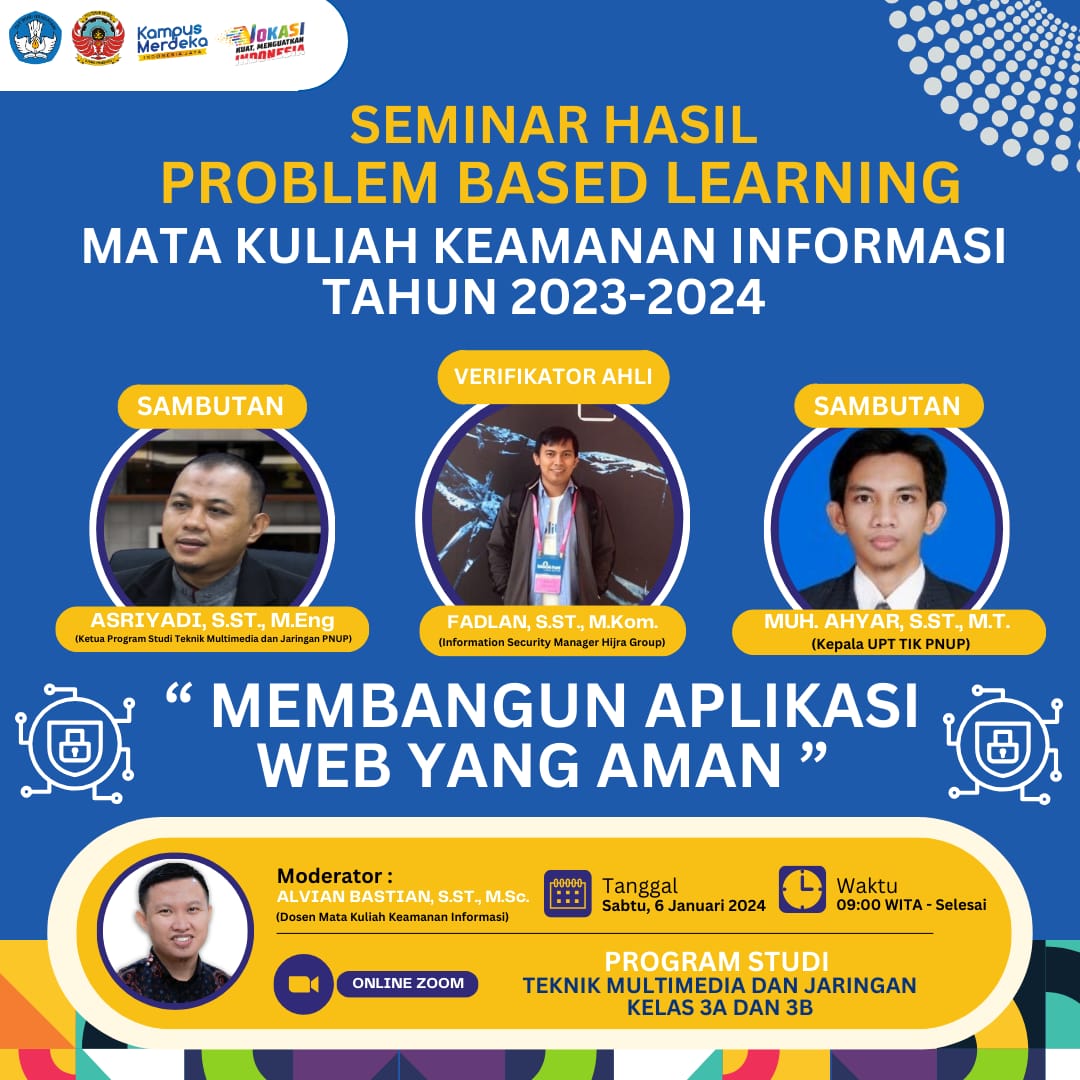 Kampus
Merdeka
INDONESIA JAYA
VOKASI
KUAT, MENGUATKAN
INDONESIA
SEMINAR HASIL
PROBLEM BASED LEARNING
MATA KULIAH KEAMANAN INFORMASI
TAHUN 2023-2024
SAMBUTAN
VERIFIKATOR AHLI
SAMBUTAN
ASRIYADI, S.ST., M.Eng
(Ketua Program Studi Teknik Multimedia dan Jaringan PNUP)
FADLAN, S.ST., M.Kom.
(Information Security Manager Hijra Group)
MUH. AHYAR, S.ST., M.T.
(Kepala UPT TIK PNUP)
“ MEMBANGUN APLIKASI
WEB YANG AMAN ”
Moderator :
ALVIAN BASTIAN, S.ST., M.Sc.
(Dosen Mata Kuliah Keamanan Informasi)
Tanggal
Sabtu, 6 Januari 2024
Waktu
09:00 WITA - Selesai
ONLINE ZOOM
PROGRAM STUDI
TEKNIK MULTIMEDIA DAN JARINGAN
KELAS 3A DAN 3B